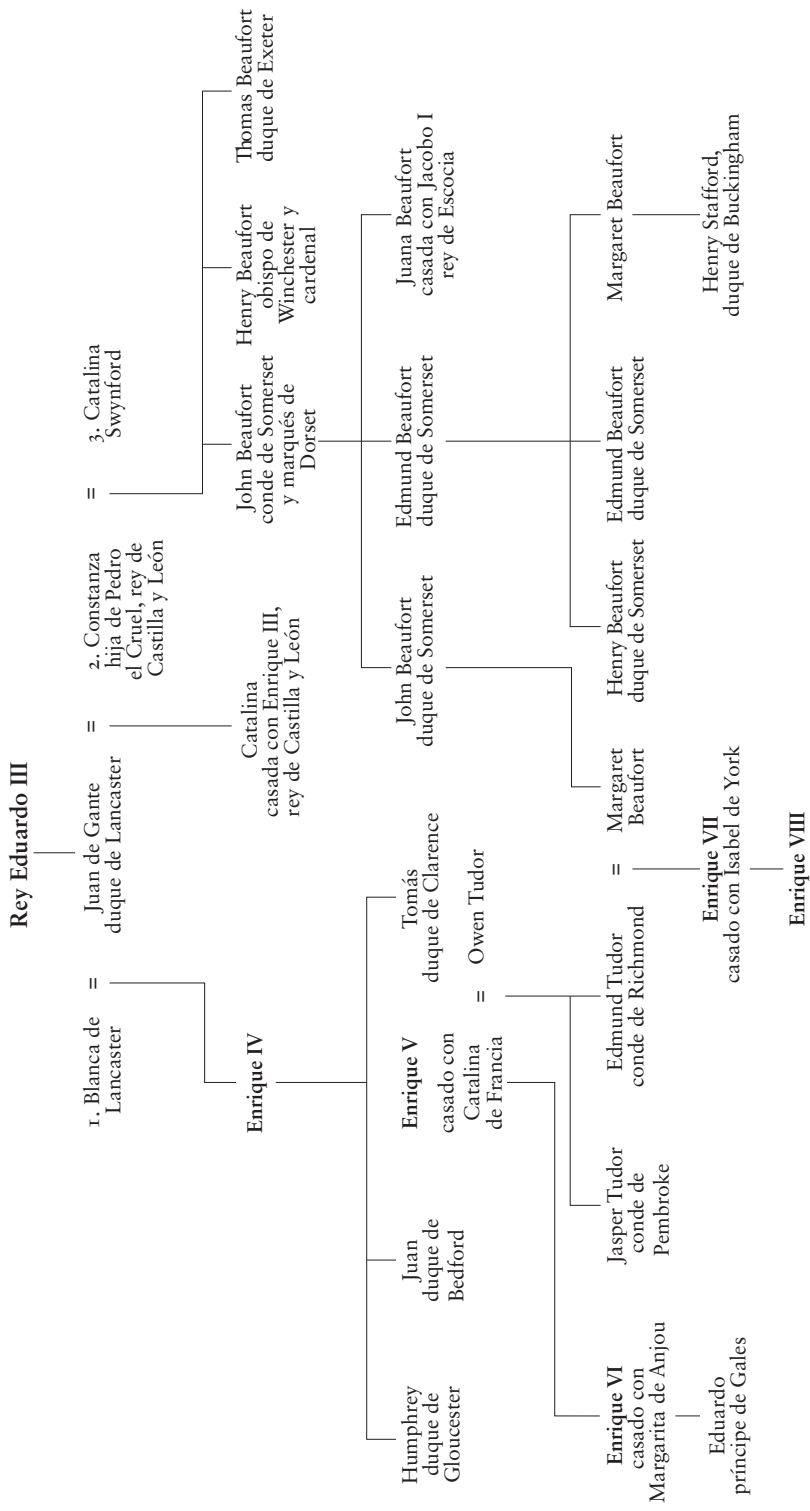 Rey Eduardo III
1. Blanca de
Lancaster
=
Juan de Gante
duque de Lancaster
=
2. Constanza
hija de Pedro
el Cruel, rey de
Castilla y León
=
3. Catalina
Swynford
Enrique IV
Catalina
casada con Enrique III,
rey de Castilla y León
John Beaufort
conde de Somerset
y marqués de
Dorset
Henry Beaufort
obispo de
Winchester y
cardenal
Thomas Beaufort
duque de Exeter
Humphrey
duque de
Gloucester
Juan
duque de
Bedford
Enrique V
casado con
Catalina
de Francia
=
Owen Tudor
Tomás
duque de Clarence
John Beaufort
duque de Somerset
Edmund Beaufort
duque de Somerset
Juana Beaufort
casada con Jacobo I
rey de Escocia
Enrique VI
casado con
Margarita de Anjou
Jasper Tudor
conde de
Pembroke
Edmund Tudor
conde de Richmond
=
Margaret
Beaufort
Henry Beaufort
duque de Somerset
Edmund Beaufort
duque de Somerset
Margaret Beaufort
Eduardo
príncipe de Gales
Enrique VII
casado con Isabel de York
Henry Stafford,
duque de Buckingham
Enrique VIII